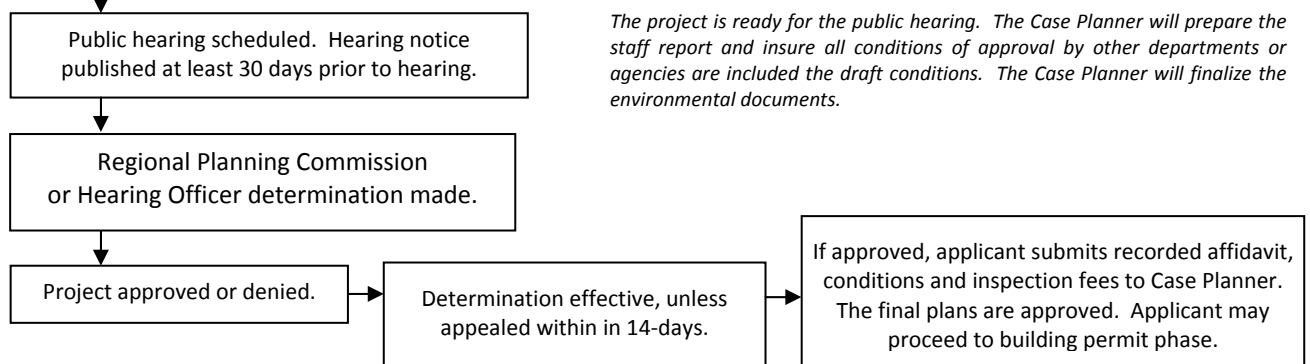 Public hearing scheduled.  Hearing notice
published at least 30 days prior to hearing.
The project is ready for the public hearing.  The Case Planner will prepare the
staff report and insure all conditions of approval by other departments or
agencies are included the draft conditions.  The Case Planner will finalize the
environmental documents.
Regional Planning Commission
or Hearing Officer determination made.
Project approved or denied.
Determination effective, unless
appealed within in 14-days.
If approved, applicant submits recorded affidavit,
conditions and inspection fees to Case Planner.
The final plans are approved.  Applicant may
proceed to building permit phase.